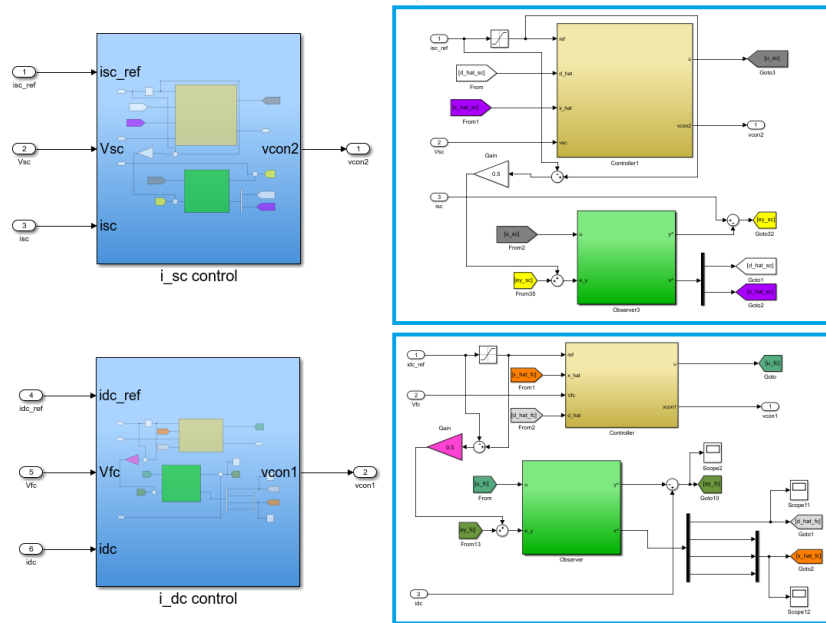 1
isc_ref
2
Vsc
3
isc
isc_ref
Vsc
isc
vcon2
1
vcon2
i_sc control
1
isc_ref
[d_hat_sc]
From
[x_hat_sc]
From1
2
Vsc
ref
d_hat
x_hat
vsc
u
vcon2
Controller1
[u_sc]
Goto3
1
vcon2
Gain
0.5
3
isc
[u_sc]
From2
[ey_sc]
From35
u
e_y
y^
x^
Observer3
[ey_sc]
Goto32
[d_hat_sc]
Goto1
[x_hat_sc]
Goto2
4
idc_ref
5
Vfc
6
idc
idc_ref
Vfc
idc
vcon1
2
vcon1
i_dc control
1
idc_ref
[x_hat_fc]
From1
2
Vfc
[d_hat_fc]
From2
ref
x_hat
Vfc
d_hat
u
vcon1
Controller
[u_fc]
Goto
1
vcon1
Gain
0.5
[u_fc]
From
[ey_fc]
From13
u
e_y
y^
x^
Observer
Scope2
[ey_fc]
Goto10
Scope11
[d_hat_fc]
Goto1
[x_hat_fc]
Goto2
Scope12
3
idc